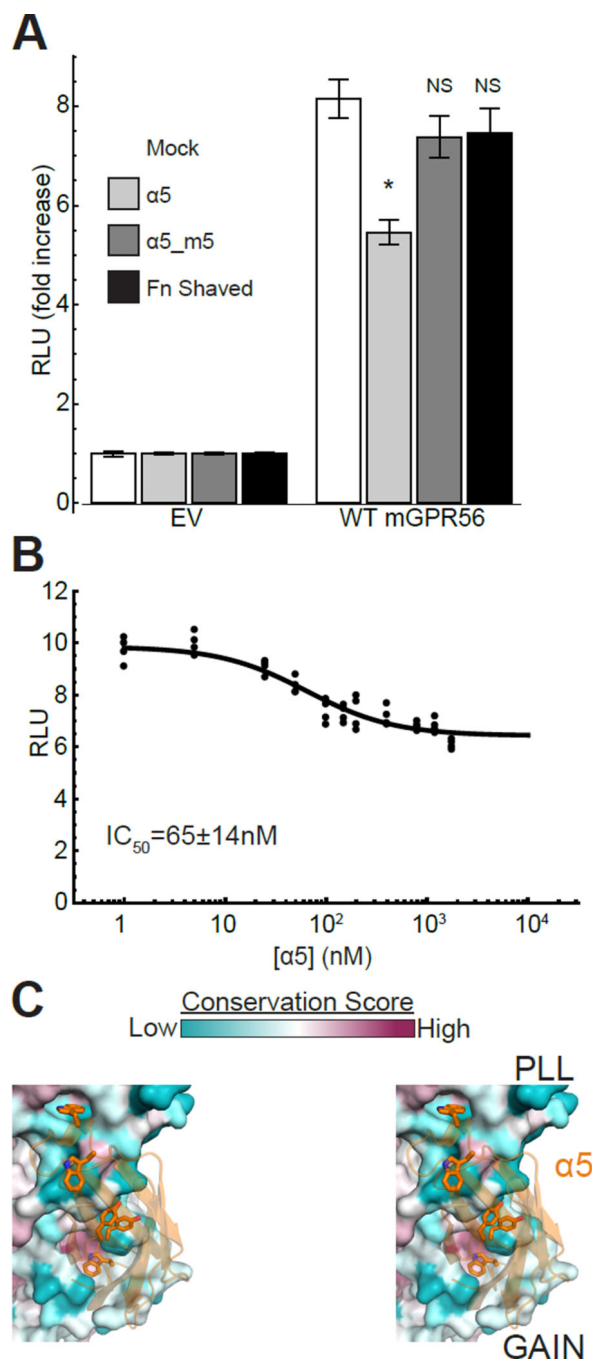 A
RLU (fold increase)
8
6
4
2
0
Mock
α5
α5_m5
Fn Shaved
*
NS
NS
EV
WT mGPR56
B
RLU
12
10
8
6
4
2
0
IC50=65±14nM
1
10
10²
10³
10⁴
[α5] (nM)
C
Conservation Score
Low
High
PLL
α5
GAIN